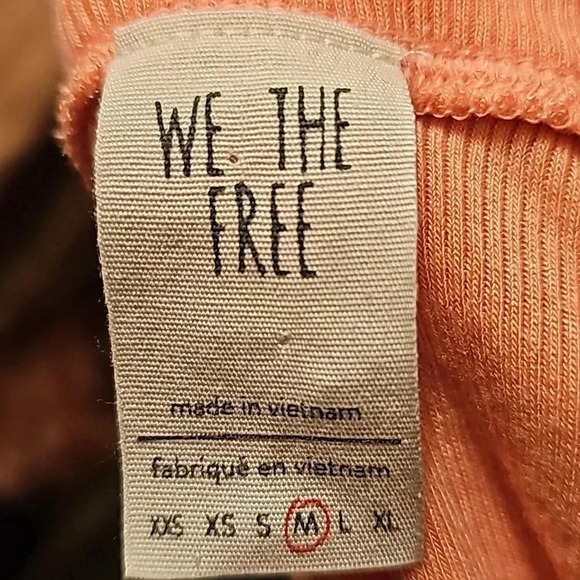 WE THE
FREE
made in vietnam
fabriqué en vietnam
XXS XS S M L XL